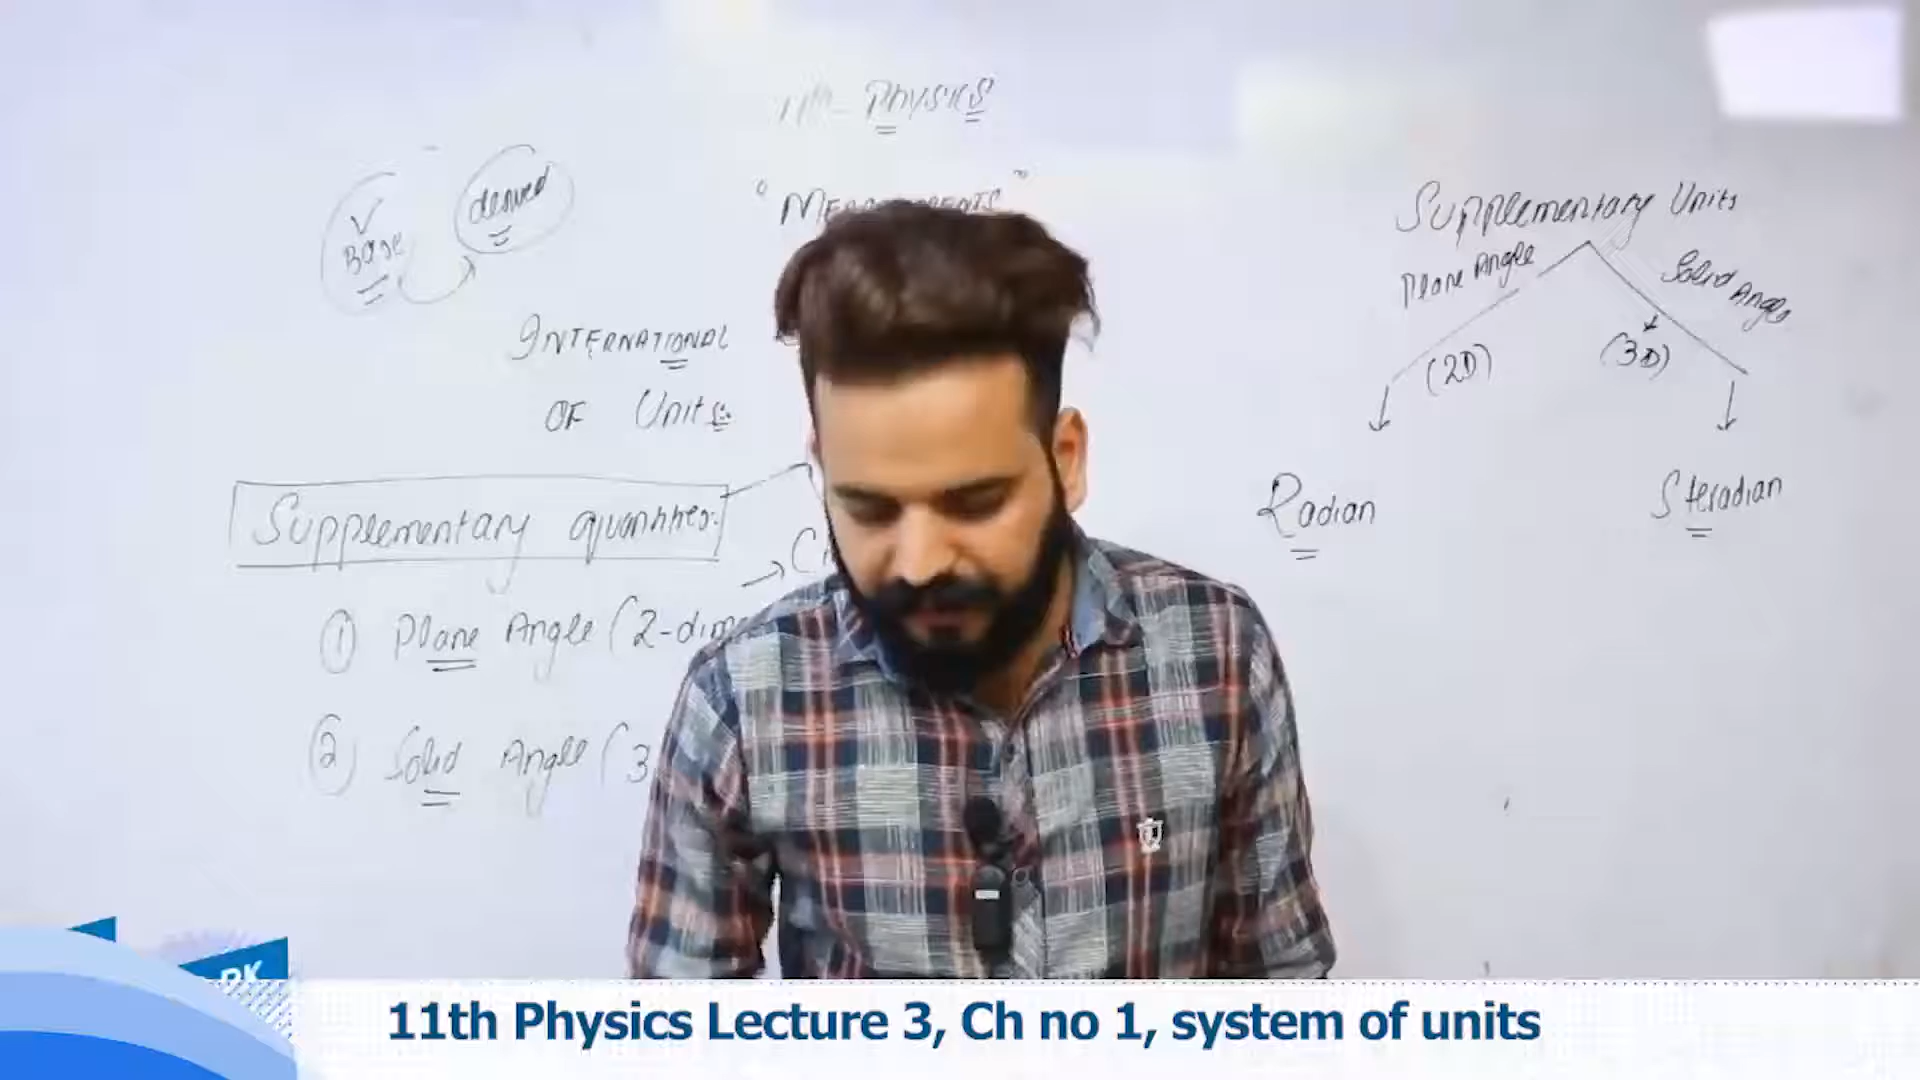 11th- Physics
Base
derived
" MEASUREMENTS "
INTERNATIONAL
OF Units
Supplementary quantities.
① Plane Angle (2-dim
② Solid Angle (3
Supplementary Units
Plane Angle
Solid Angle
(2D)
(3D)
Radian
Steradian
.PK
11th Physics Lecture 3, Ch no 1, system of units